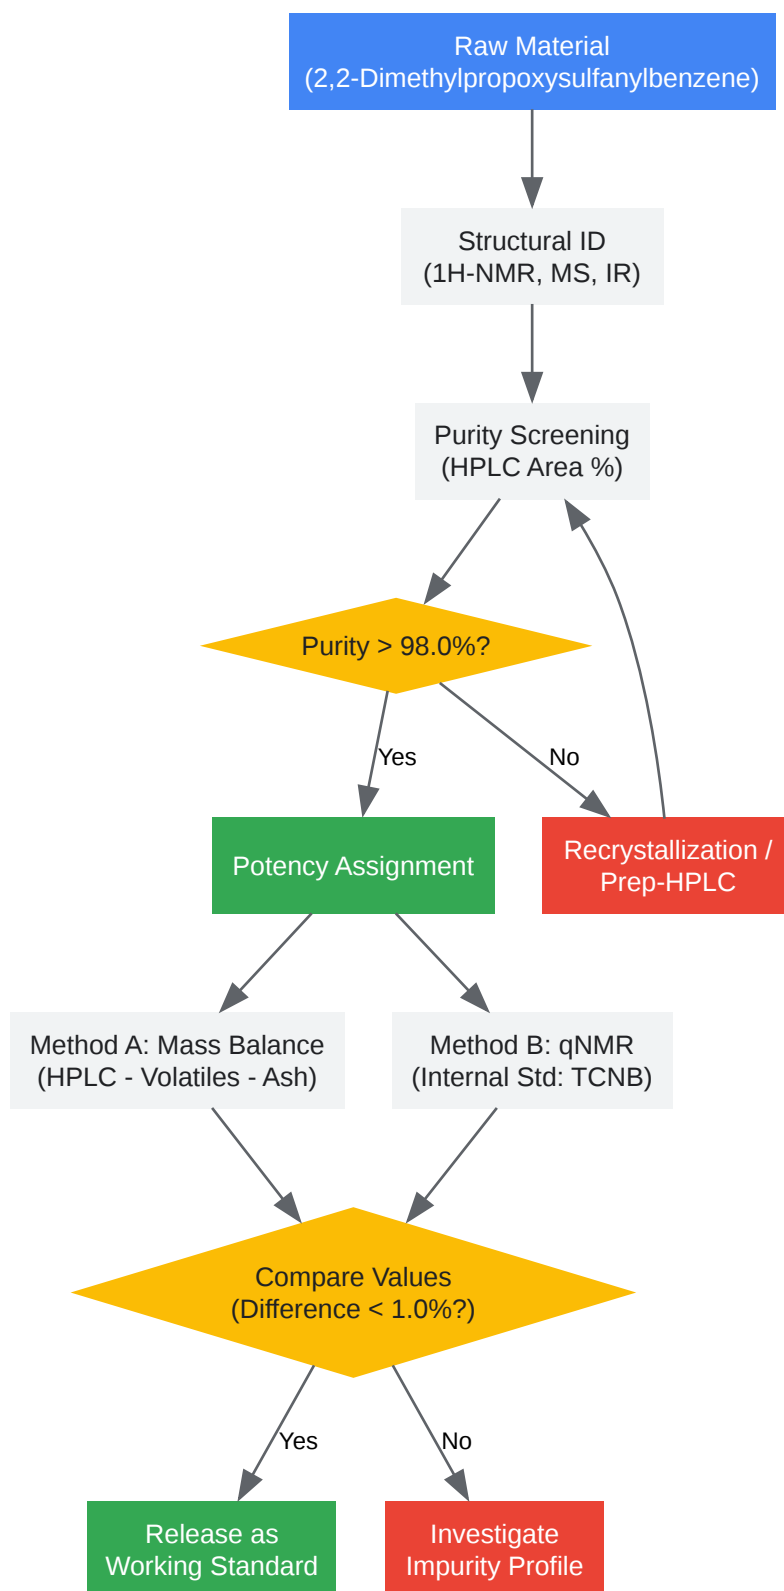 Raw Material
(2,2-Dimethylpropoxysulfanylbenzene)
Structural ID
(1H-NMR, MS, IR)
Purity Screening
(HPLC Area %)
Purity > 98.0%?
Yes
No
Potency Assignment
Recrystallization /
Prep-HPLC
Method A: Mass Balance
(HPLC - Volatiles - Ash)
Method B: qNMR
(Internal Std: TCNB)
Compare Values
(Difference < 1.0%?)
Yes
No
Release as
Working Standard
Investigate
Impurity Profile